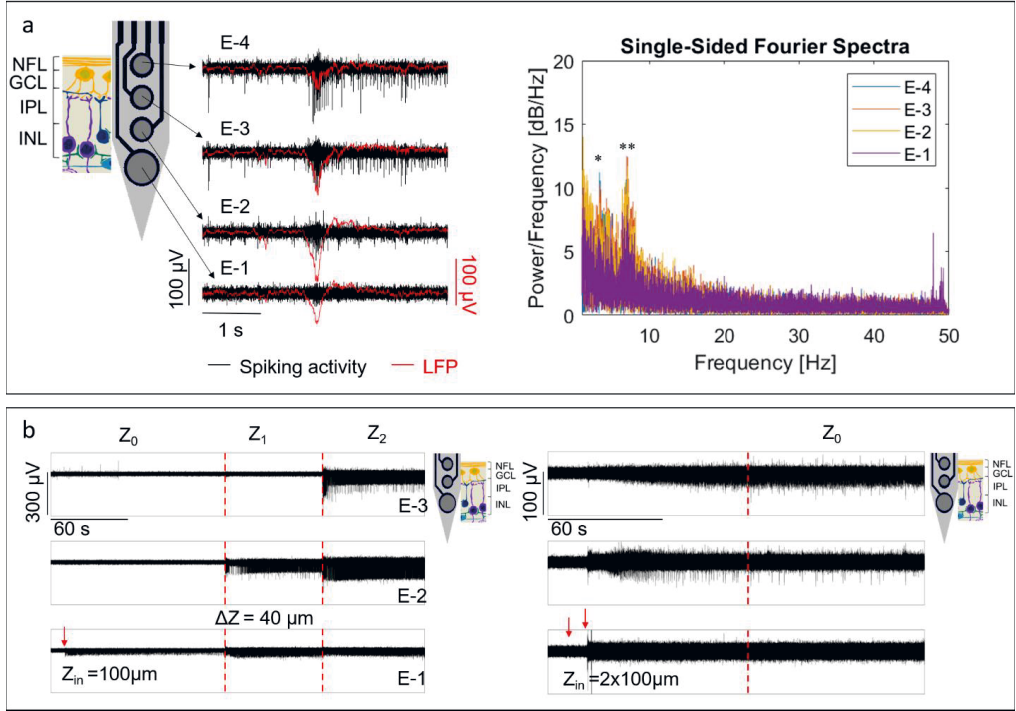 a
NFL
GCL
IPL
INL
E-4
E-3
E-2
E-1
100 µV
100 µV
1 s
Spiking activity
LFP
Single-Sided Fourier Spectra
Power/Frequency [dB/Hz]
20
15
10
5
0
*
**
E-4
E-3
E-2
E-1
10
20
30
40
50
Frequency [Hz]
b
Z0
Z1
Z2
300 µV
60 s
E-3
E-2
ΔZ = 40 µm
Zin =100µm
E-1
NFL
GCL
IPL
INL
Z0
100 µV
60 s
Zin =2x100µm
NFL
GCL
IPL
INL